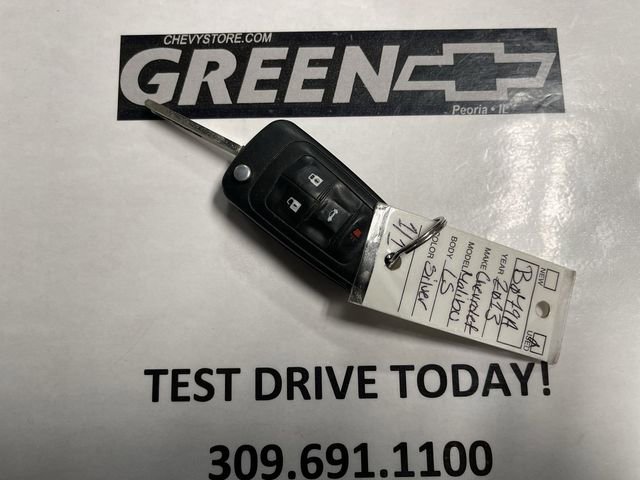 CHEVYSTORE.COM
GREEN
Peoria • IL
NEW
USED
YEAR 2013
MAKE Chevrolet
MODEL Malibu
BODY LS
COLOR Silver
TEST DRIVE TODAY!
309.691.1100